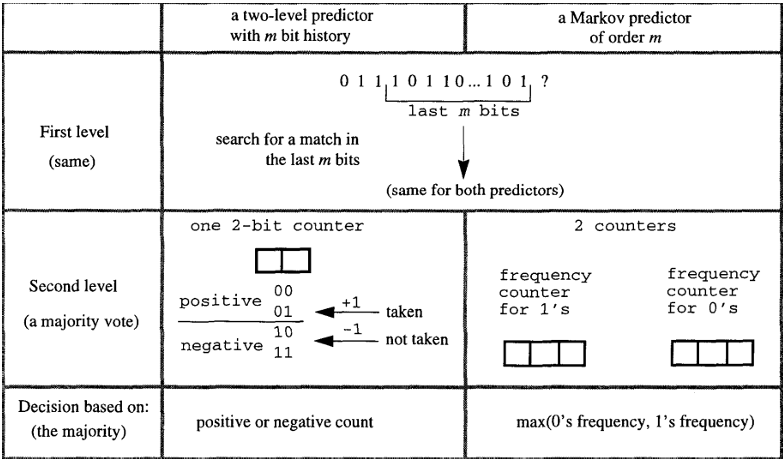 a two-level predictor
with m bit history
a Markov predictor
of order m
First level
(same)
0 1 1 1 0 1 1 0 ... 1 0 1 ?
last m bits
search for a match in
the last m bits
(same for both predictors)
Second level
(a majority vote)
one 2-bit counter
positive 00
01
+1 taken
10
negative 11
-1 not taken
2 counters
frequency
counter
for 1's
frequency
counter
for 0's
Decision based on:
(the majority)
positive or negative count
max(0's frequency, 1's frequency)